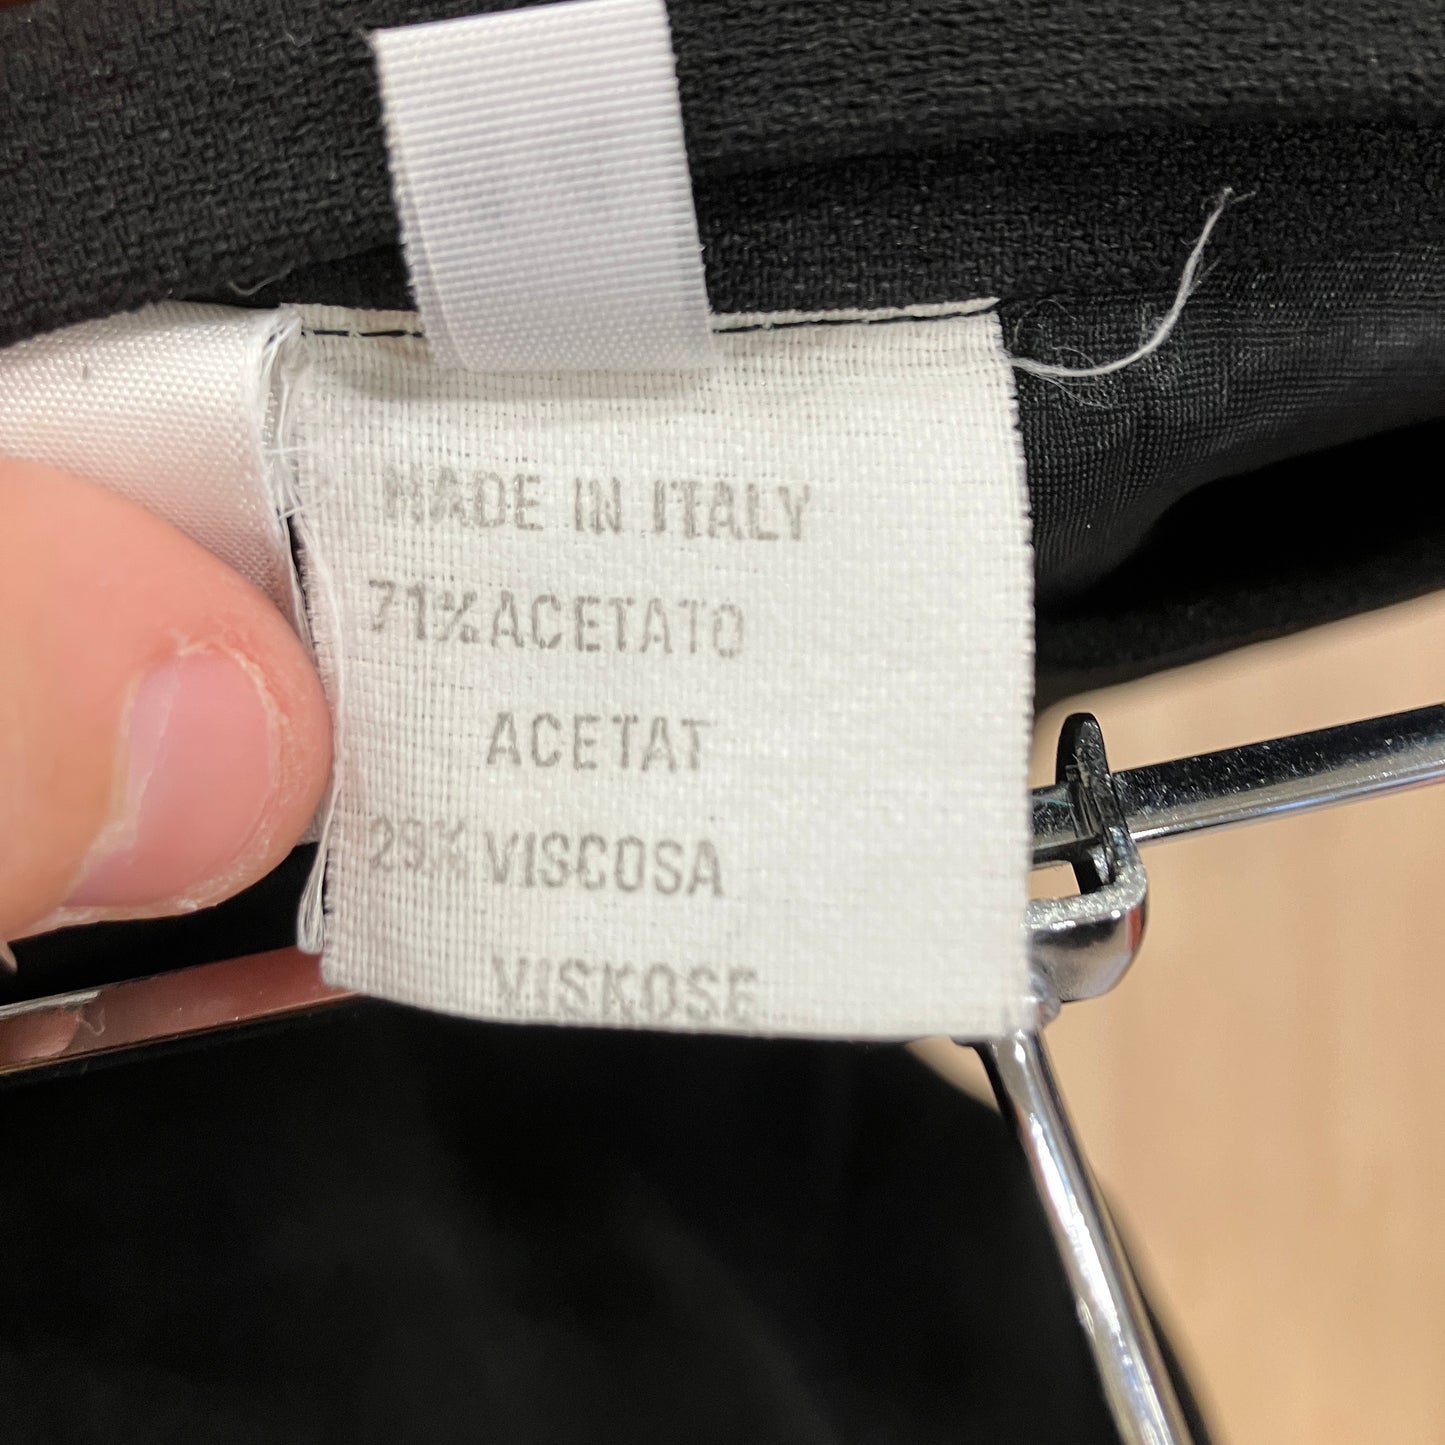 MADE IN ITALY
71% ACETATO
ACETAT
29% VISCOSA
VISKOSE